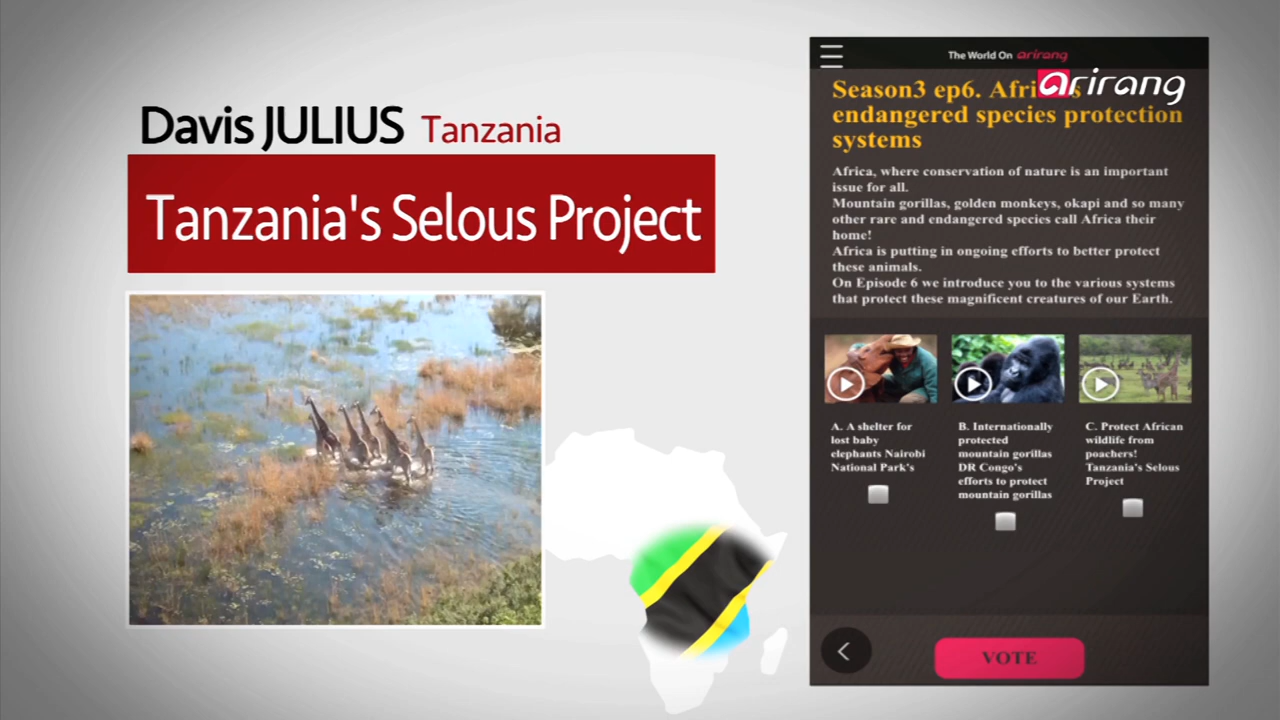 Davis JULIUS Tanzania
Tanzania's Selous Project
The World On arirang
arirang
Season3 ep6. Afri s
endangered species protection
systems
Africa, where conservation of nature is an important
issue for all.
Mountain gorillas, golden monkeys, okapi and so many
other rare and endangered species call Africa their
home!
Africa is putting in ongoing efforts to better protect
these animals.
On Episode 6 we introduce you to the various systems
that protect these magnificent creatures of our Earth.
A. A shelter for
lost baby
elephants Nairobi
National Park's
B. Internationally
protected
mountain gorillas
DR Congo's
efforts to protect
mountain gorillas
C. Protect African
wildlife from
poachers!
Tanzania's Selous
Project
VOTE